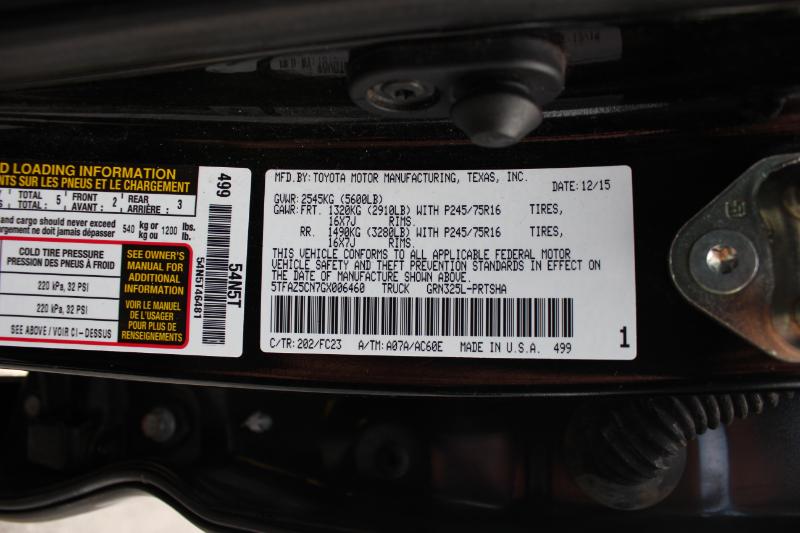 D LOADING INFORMATION
NTS SUR LES PNEUS ET LE CHARGEMENT
TOTAL: 5 FRONT: 2 REAR 3
TOTAL: AVANT: ARRIÈRE:
and cargo should never exceed 540 kg or 1200 lbs.
argement ne doit jamais dépasser kg ou lb.
COLD TIRE PRESSURE
PRESSION DES PNEUS À FROID
220 kPa, 32 PSI
220 kPa, 32 PSI
SEE ABOVE / VOIR CI-DESSUS
SEE OWNER'S
MANUAL FOR
ADDITIONAL
INFORMATION
VOIR LE MANUEL
DE L'USAGER
POUR PLUS DE
RENSEIGNEMENTS
499
5AN5T
5AN5T46481
MFD.BY:TOYOTA MOTOR MANUFACTURING, TEXAS, INC.
DATE:12/15
GVWR:2545KG (5600LB)
GAWR:FRT. 1320KG (2910LB) WITH P245/75R16 TIRES,
16X7J RIMS.
RR. 1490KG (3280LB) WITH P245/75R16 TIRES,
16X7J RIMS.
THIS VEHICLE CONFORMS TO ALL APPLICABLE FEDERAL MOTOR
VEHICLE SAFETY AND THEFT PREVENTION STANDARDS IN EFFECT ON
THE DATE OF MANUFACTURE SHOWN ABOVE.
5TFAZ5CN7GX006460 TRUCK GRN325L-PRTSHA
C/TR:202/FC23 A/TM:A07A/AC60E MADE IN U.S.A. 499
1